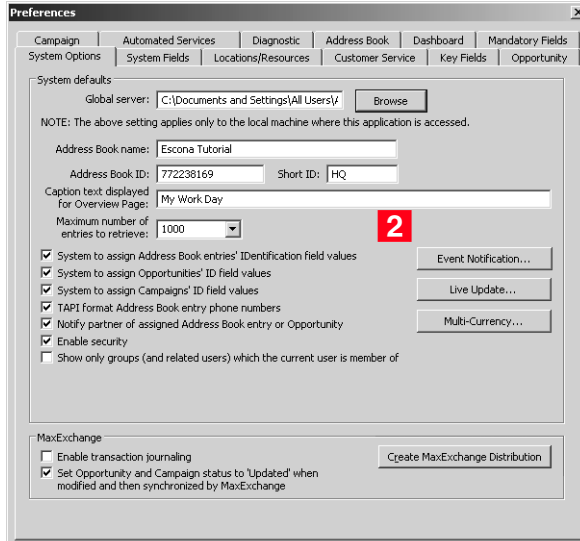 Preferences
Campaign Automated Services Diagnostic Address Book Dashboard Mandatory Fields
System Options System Fields Locations/Resources Customer Service Key Fields Opportunity
System defaults
Global server: C:\Documents and Settings\All Users\A Browse
NOTE: The above setting applies only to the local machine where this application is accessed.
Address Book name: Escona Tutorial
Address Book ID: 772238169 Short ID: HQ
Caption text displayed
for Overview Page: My Work Day
Maximum number of
entries to retrieve: 1000
2
System to assign Address Book entries' IDentification field values
Event Notification...
System to assign Opportunities' ID field values
System to assign Campaigns' ID field values
Live Update...
TAPI format Address Book entry phone numbers
Notify partner of assigned Address Book entry or Opportunity
Multi-Currency...
Enable security
Show only groups (and related users) which the current user is member of
MaxExchange
Enable transaction journaling
Create MaxExchange Distribution
Set Opportunity and Campaign status to 'Updated' when
modified and then synchronized by MaxExchange